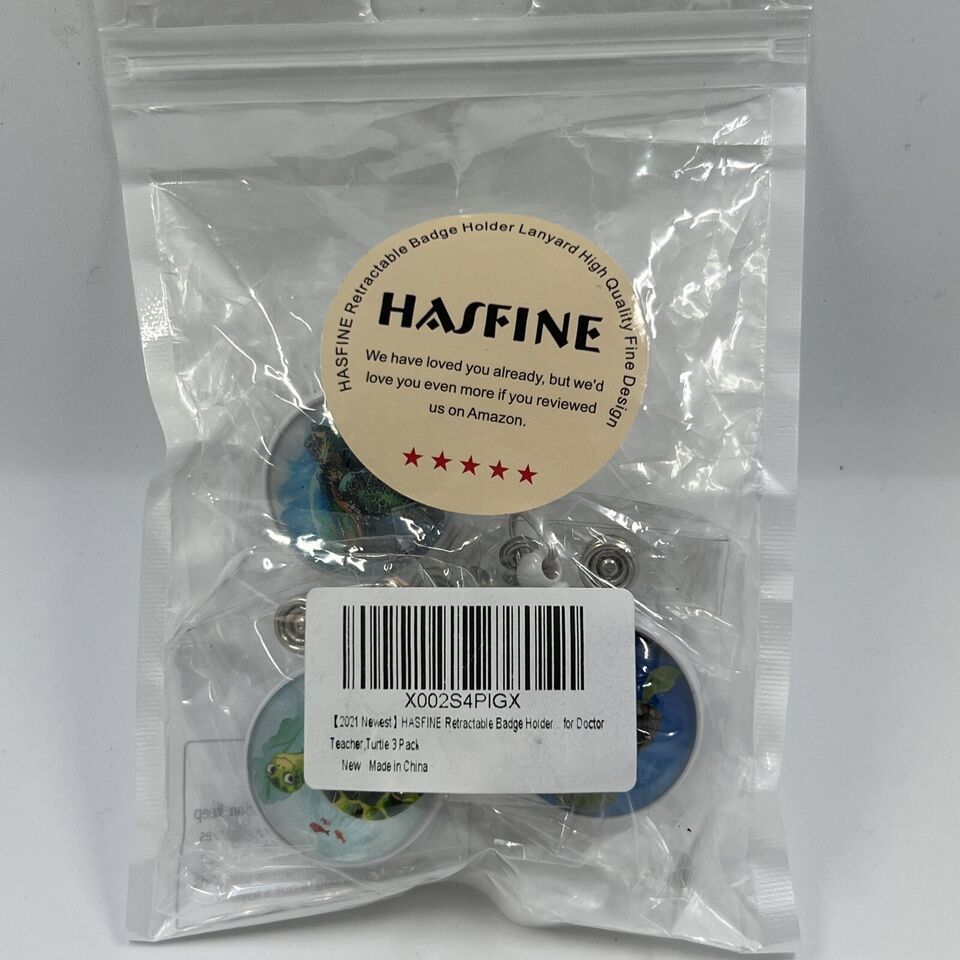 HASFINE Retractable Badge Holder Lanyard High Quality Fine Design
HASFINE
We have loved you already, but we'd
love you even more if you reviewed
us on Amazon.
X002S4PIGX
【2021 Newest】HASFINE Retractable Badge Holder... for Doctor
Teacher,Turtle 3 Pack
New Made in China
keep